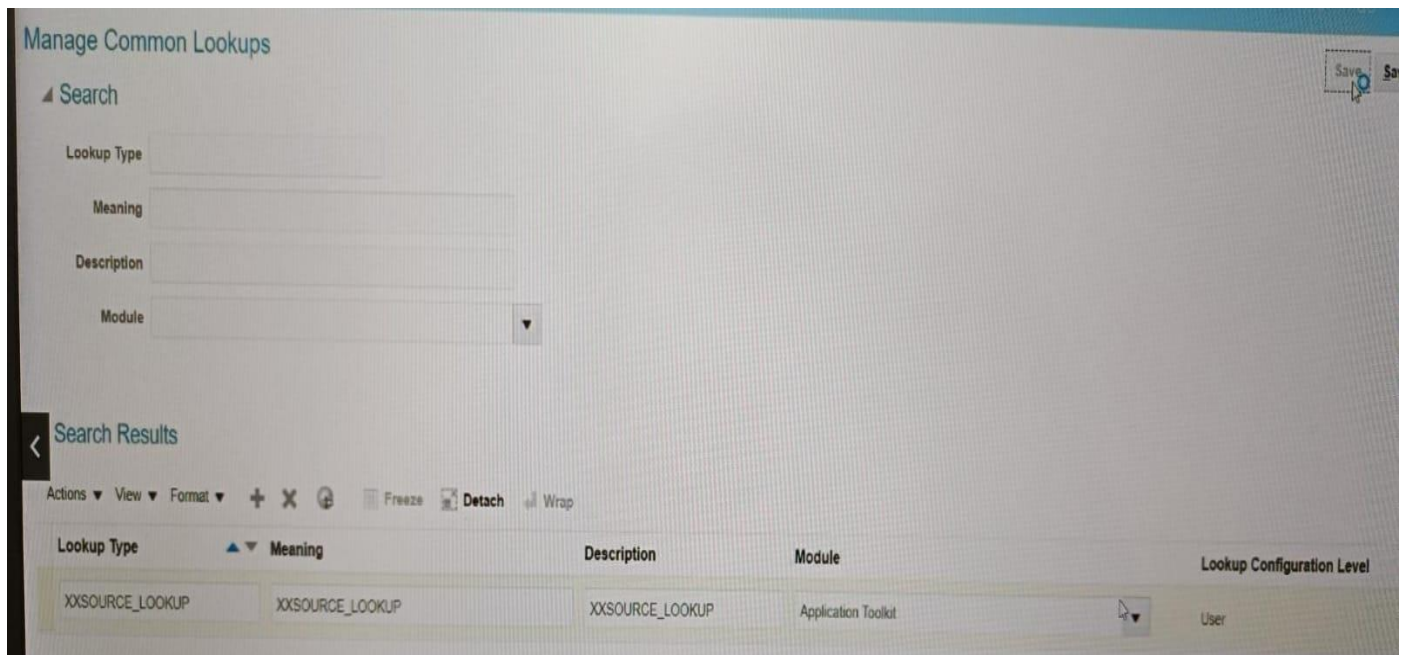 Manage Common Lookups
Save
Sa
Search
Lookup Type
Meaning
Description
Module
Search Results
Actions View Format Freeze Detach Wrap
Lookup Type Meaning Description Module Lookup Configuration Level
XXSOURCE_LOOKUP XXSOURCE_LOOKUP XXSOURCE_LOOKUP Application Toolkit User